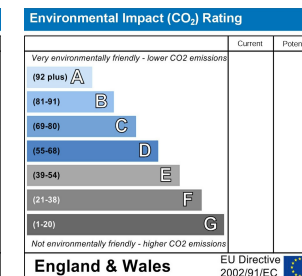 Environmental Impact (CO₂) Rating
Current Poten
Very environmentally friendly - lower CO2 emissions
(92 plus) A
(81-91) B
(69-80) C
(55-68) D
(39-54) E
(21-38) F
(1-20) G
Not environmentally friendly - higher CO2 emissions
England & Wales
EU Directive
2002/91/EC